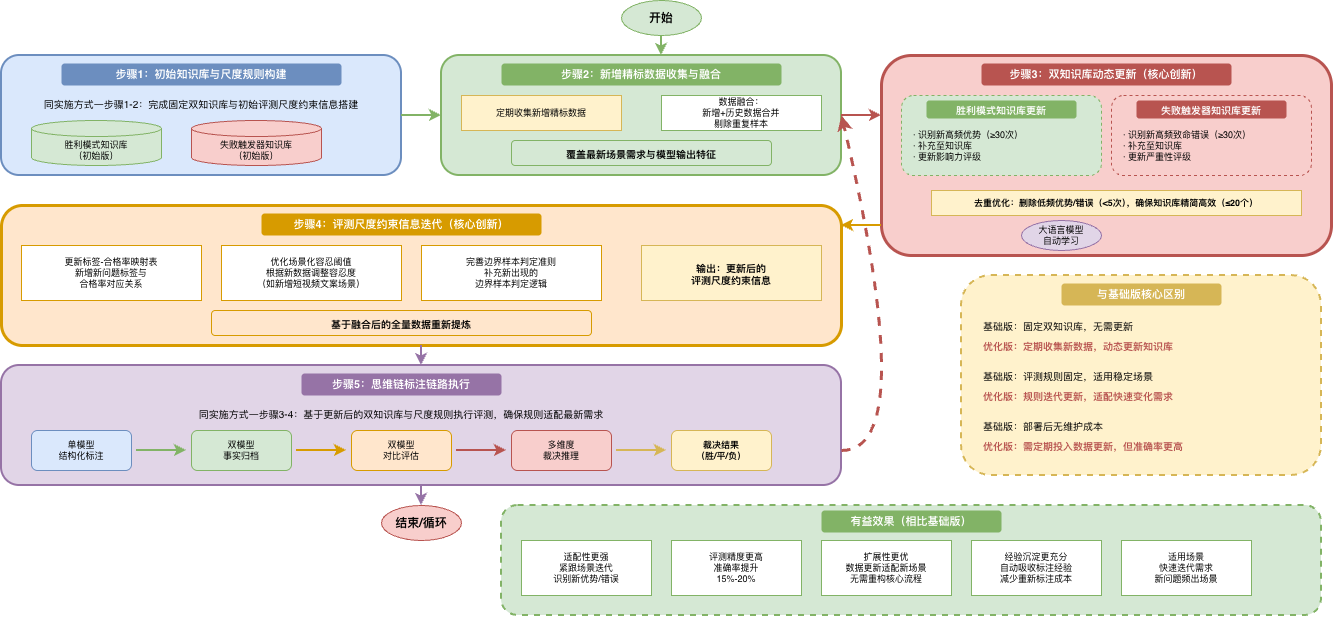 开始
步骤1：初始知识库与尺度规则构建
同实施方式一步骤1-2：完成固定双知识库与初始评测尺度约束信息搭建
胜利模式知识库
(初始版)
失败触发器知识库
(初始版)
步骤2：新增精标数据收集与融合
定期收集新增精标数据
数据融合：
新增+历史数据合并
剔除重复样本
覆盖最新场景需求与模型输出特征
步骤3：双知识库动态更新（核心创新）
胜利模式知识库更新
· 识别新高频优势（≥30次）
· 补充至知识库
· 更新影响力评级
失败触发器知识库更新
· 识别新高频致命错误（≥30次）
· 补充至知识库
· 更新严重性评级
去重优化：删除低频优势/错误（<5次），确保知识库精简高效（≤20个）
大语言模型
自动学习
步骤4：评测尺度约束信息迭代（核心创新）
更新标签-合格率映射表
新增新问题标签与
合格率对应关系
优化场景化容忍阈值
根据新数据调整容忍度
(如新增短视频文案场景)
完善边界样本判定准则
补充新出现的
边界样本判定逻辑
输出：更新后的
评测尺度约束信息
基于融合后的全量数据重新提炼
步骤5：思维链标注链路执行
同实施方式一步骤3-4：基于更新后的双知识库与尺度规则执行评测，确保规则适配最新需求
单模型
结构化标注
双模型
事实归档
双模型
对比评估
多维度
裁决推理
裁决结果
(胜/平/负)
结束/循环
与基础版核心区别
基础版：固定双知识库，无需更新
优化版：定期收集新数据，动态更新知识库
基础版：评测规则固定，适用稳定场景
优化版：规则迭代更新，适配快速变化需求
基础版：部署后无维护成本
优化版：需定期投入数据更新，但准确率更高
有益效果（相比基础版）
适配性更强
紧跟场景迭代
识别新优势/错误
评测精度更高
准确率提升
15%-20%
扩展性更优
数据更新适配新场景
无需重构核心流程
经验沉淀更充分
自动吸收标注经验
减少重新标注成本
适用场景
快速迭代需求
新问题频出场景